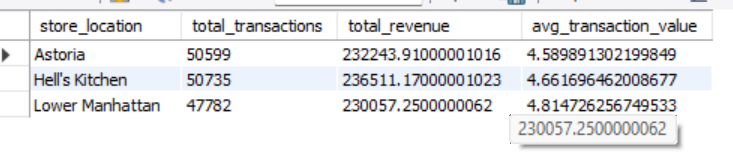 store_location total_transactions total_revenue avg_transaction_value
Astoria 50599 232243.91000001016 4.589891302199849
Hell's Kitchen 50735 236511.17000001023 4.661696462008677
Lower Manhattan 47782 230057.2500000062 4.814726256749533
230057.2500000062